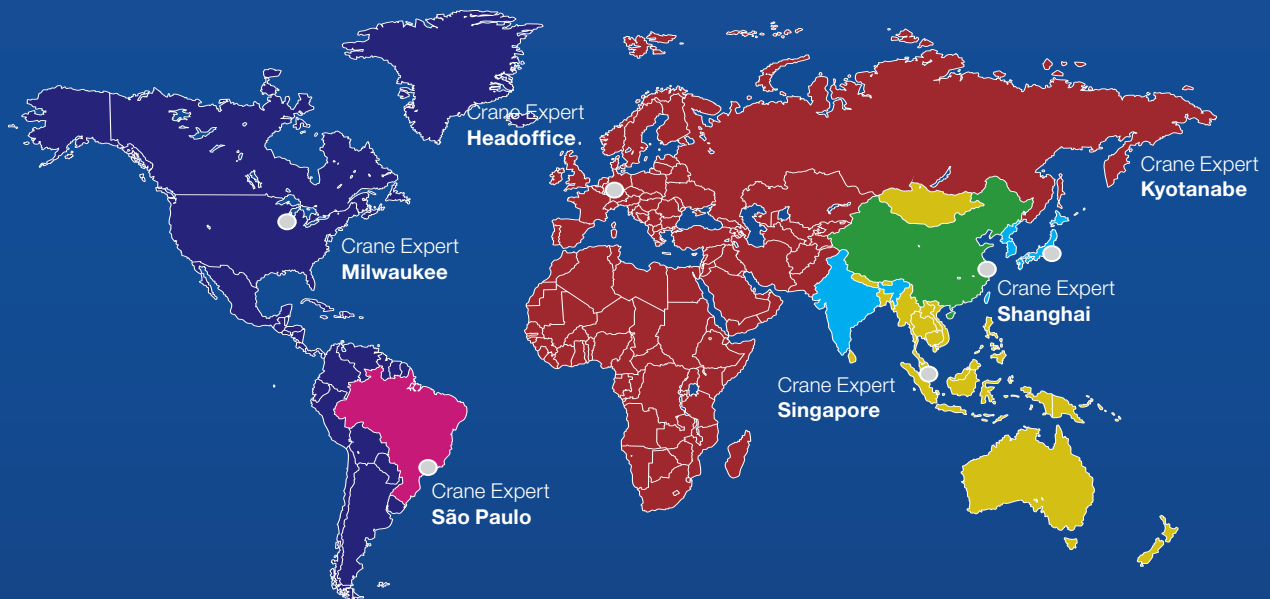 Crane Expert
Headoffice.
Crane Expert
Kyotanabe
Crane Expert
Milwaukee
Crane Expert
Shanghai
Crane Expert
Singapore
Crane Expert
São Paulo